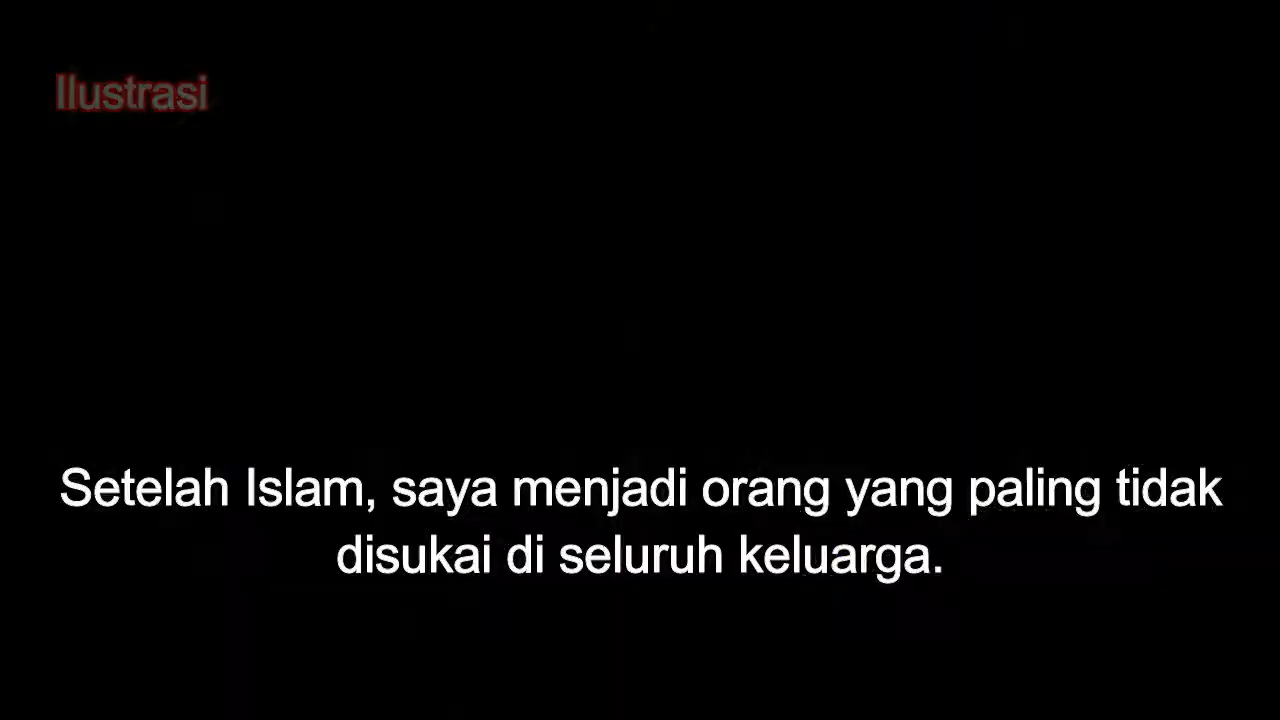 Ilustrasi
Setelah Islam, saya menjadi orang yang paling tidak
disukai di seluruh keluarga.